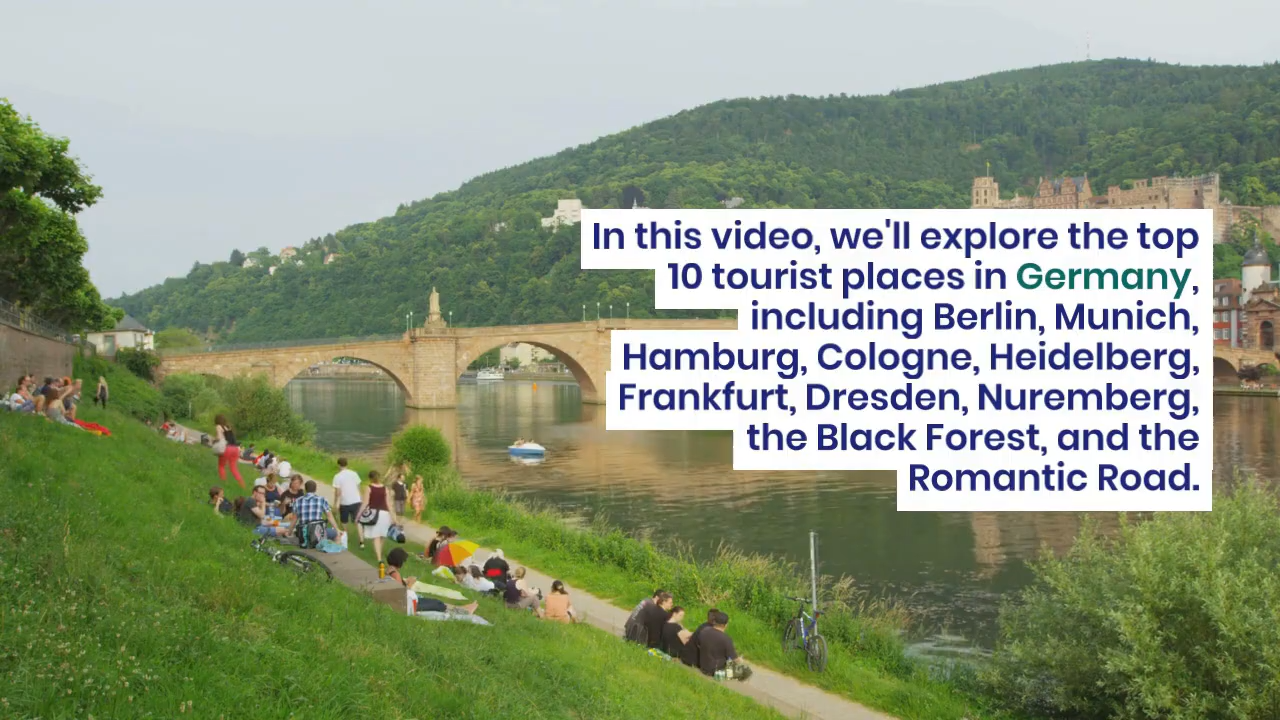 In this video, we'll explore the top
10 tourist places in Germany,
including Berlin, Munich,
Hamburg, Cologne, Heidelberg,
Frankfurt, Dresden, Nuremberg,
the Black Forest, and the
Romantic Road.